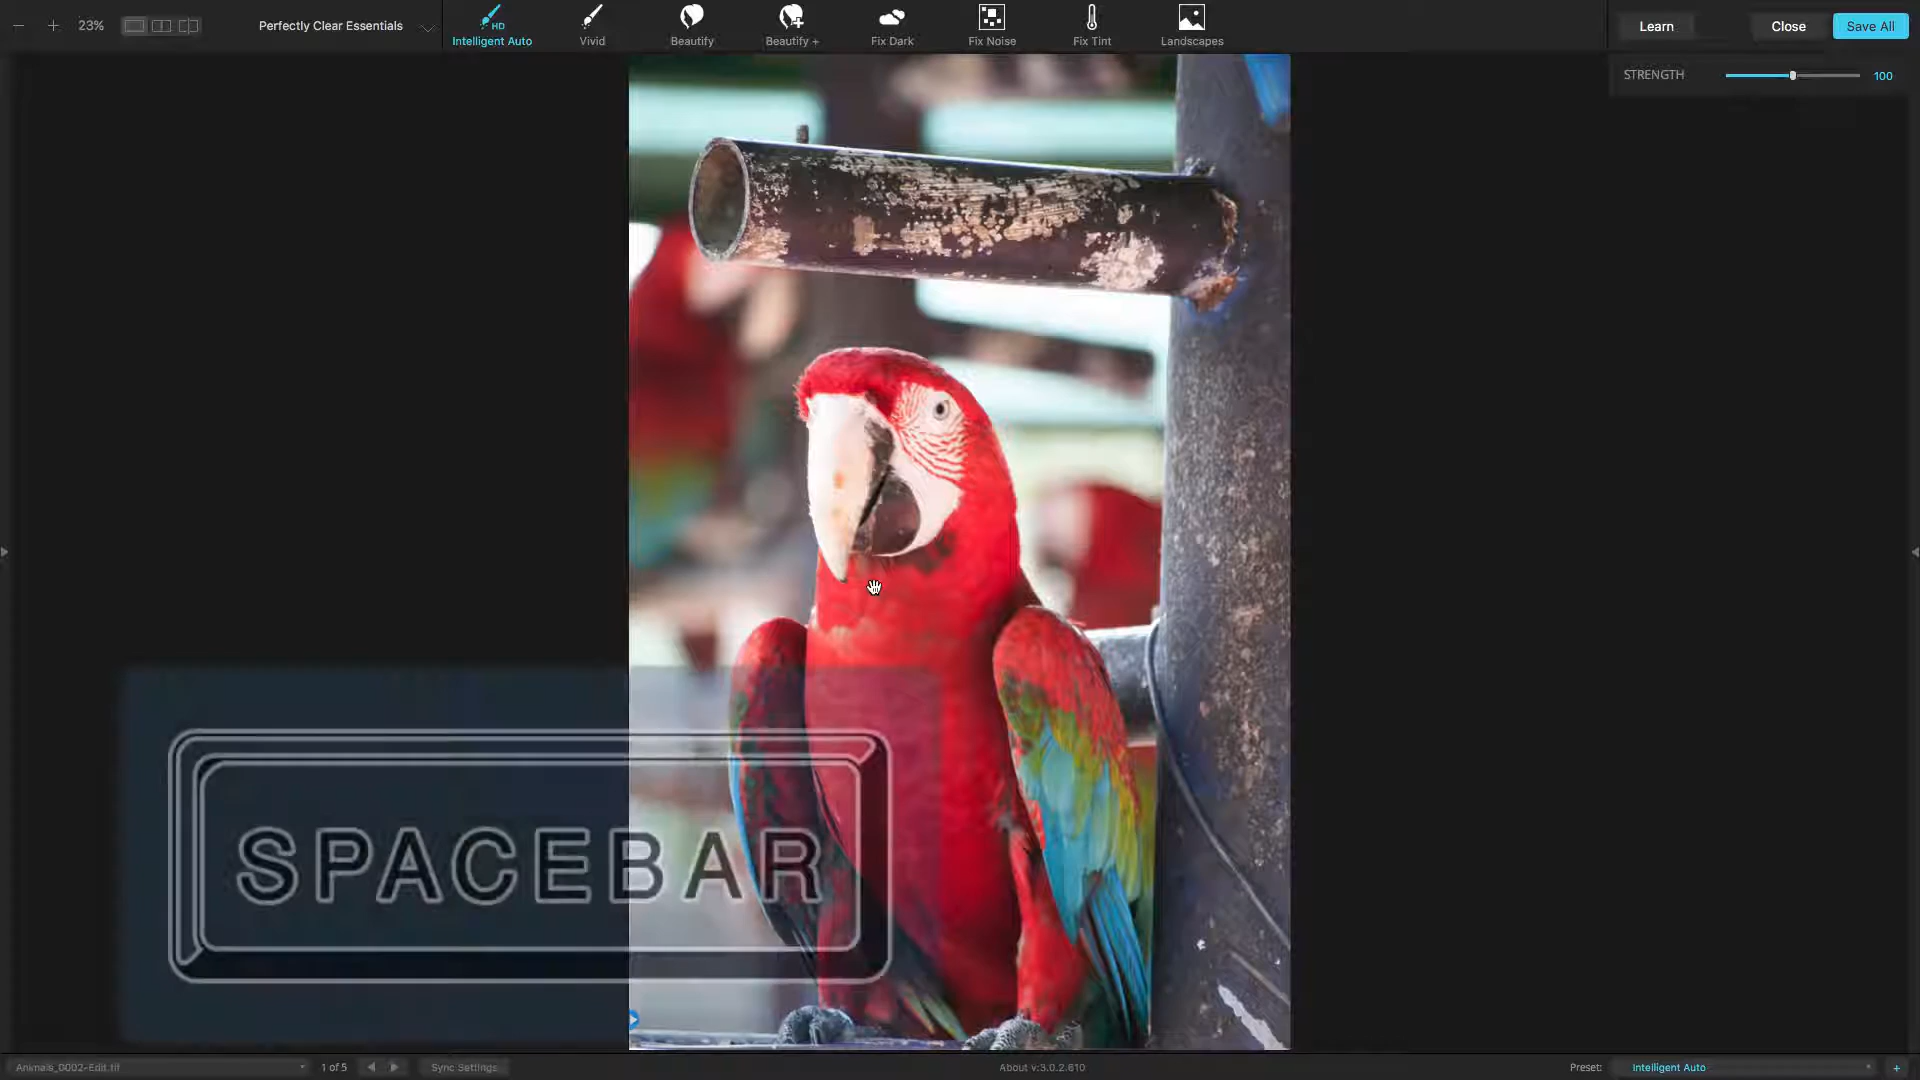 23%
Perfectly Clear Essentials
HD
Intelligent Auto
Vivid
Beautify
Beautify +
Fix Dark
Fix Noise
Fix Tint
Landscapes
Learn
Close
Save All
STRENGTH
100
SPACEBAR
Animals_0002-Edit.tif
1 of 5
Sync Settings
About v:3.0.2.610
Preset:
Intelligent Auto
+